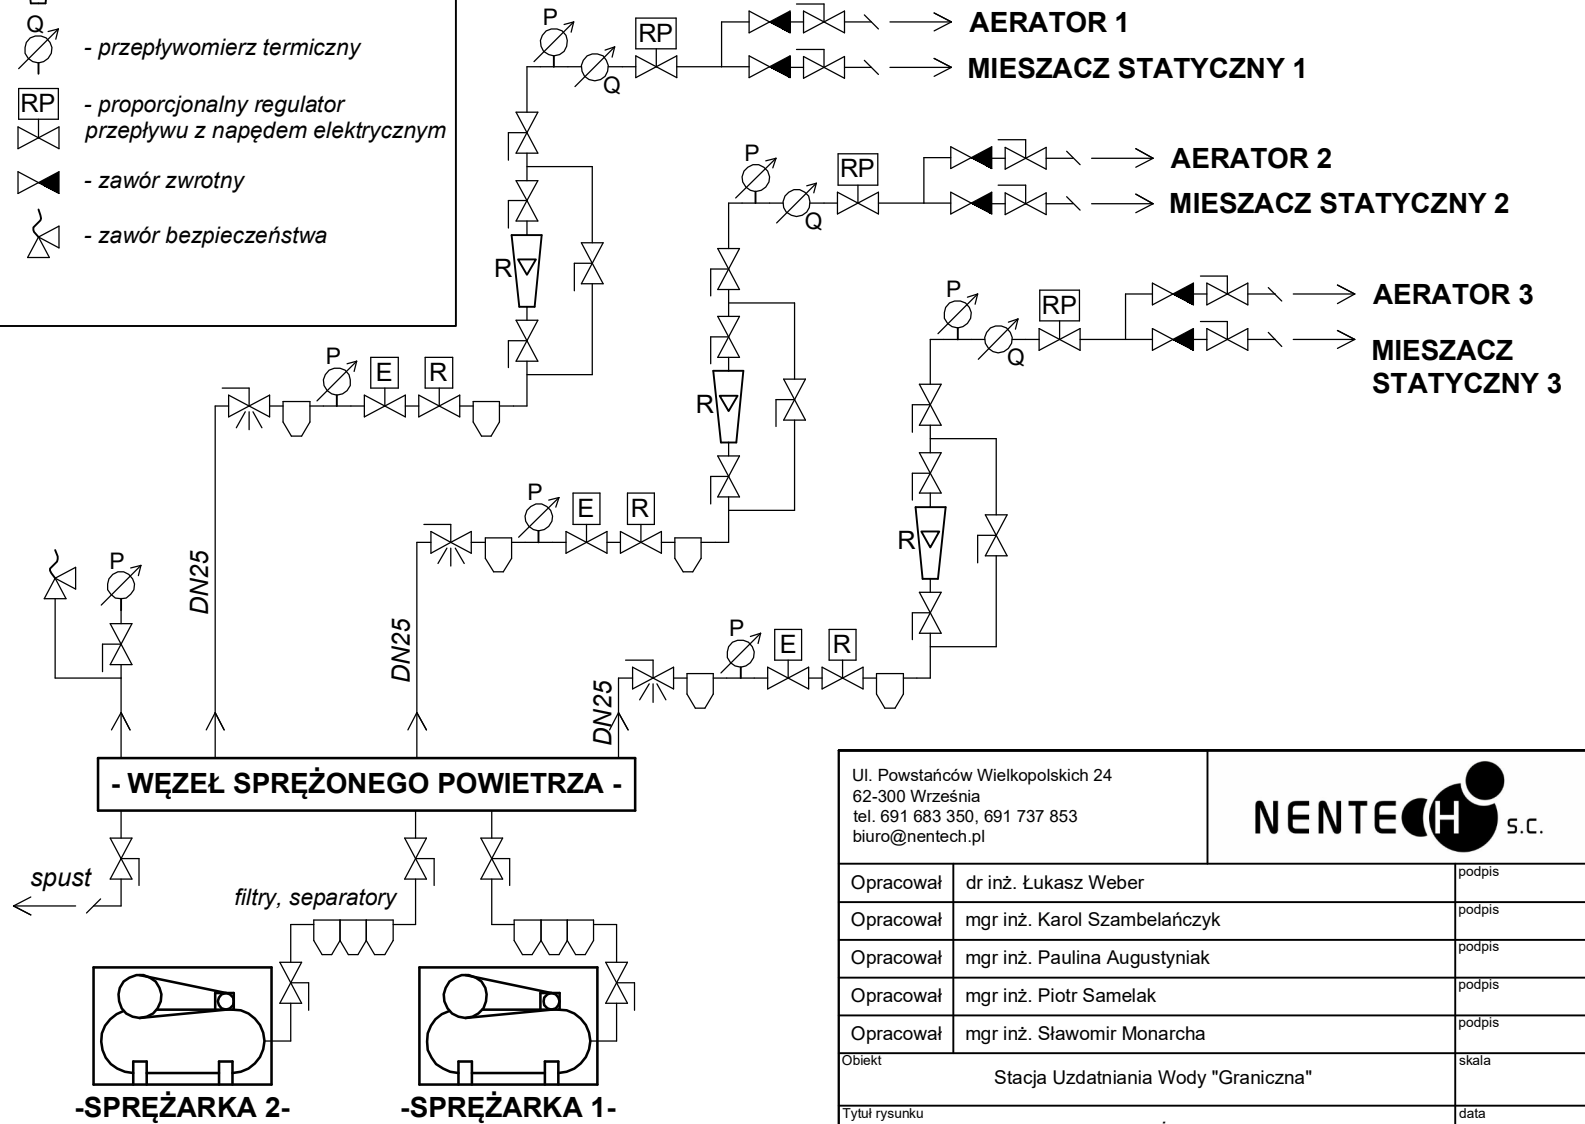 Q
- przepływomierz termiczny
RP
- proporcjonalny regulator
przepływu z napędem elektrycznym
- zawór zwrotny
- zawór bezpieczeństwa
P
Q
RP
AERATOR 1
MIESZACZ STATYCZNY 1
R
P
E
R
DN25
P
Q
RP
AERATOR 2
MIESZACZ STATYCZNY 2
R
P
E
R
DN25
P
Q
RP
AERATOR 3
MIESZACZ
STATYCZNY 3
R
P
E
R
DN25
P
- WĘZEŁ SPRĘŻONEGO POWIETRZA -
spust
filtry, separatory
-SPRĘŻARKA 2-
-SPRĘŻARKA 1-
Ul. Powstańców Wielkopolskich 24
62-300 Września
tel. 691 683 350, 691 737 853
biuro@nentech.pl
NENTECH S.C.
Opracował dr inż. Łukasz Weber podpis
Opracował mgr inż. Karol Szambelańczyk podpis
Opracował mgr inż. Paulina Augustyniak podpis
Opracował mgr inż. Piotr Samelak podpis
Opracował mgr inż. Sławomir Monarcha podpis
Obiekt skala
Stacja Uzdatniania Wody "Graniczna"
Tytuł rysunku data